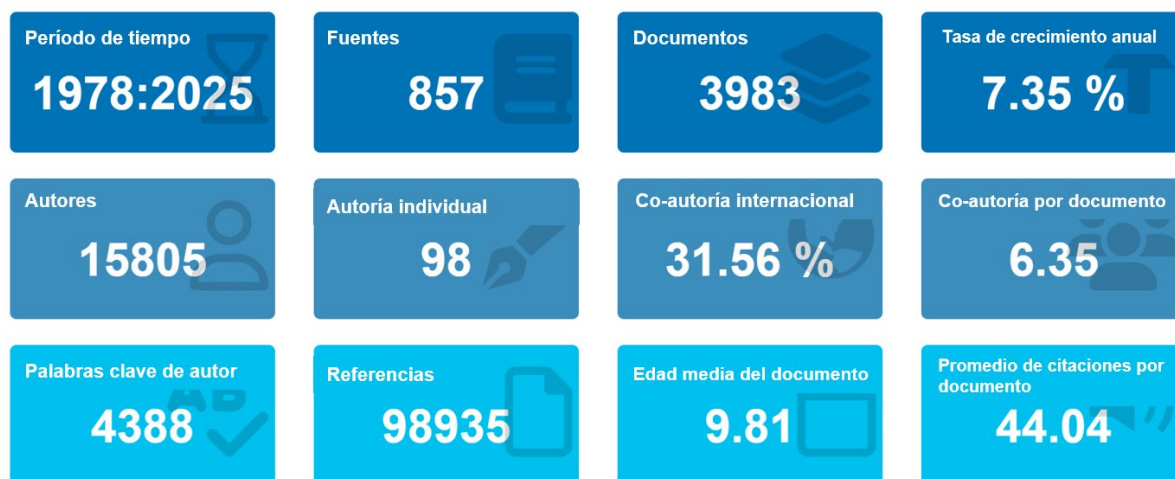 Período de tiempo
1978:2025
Fuentes
857
Documentos
3983
Tasa de crecimiento anual
7.35 %
Autores
15805
Autoría individual
98
Co-autoría internacional
31.56 %
Co-autoría por documento
6.35
Palabras clave de autor
4388
Referencias
98935
Edad media del documento
9.81
Promedio de citaciones por
documento
44.04